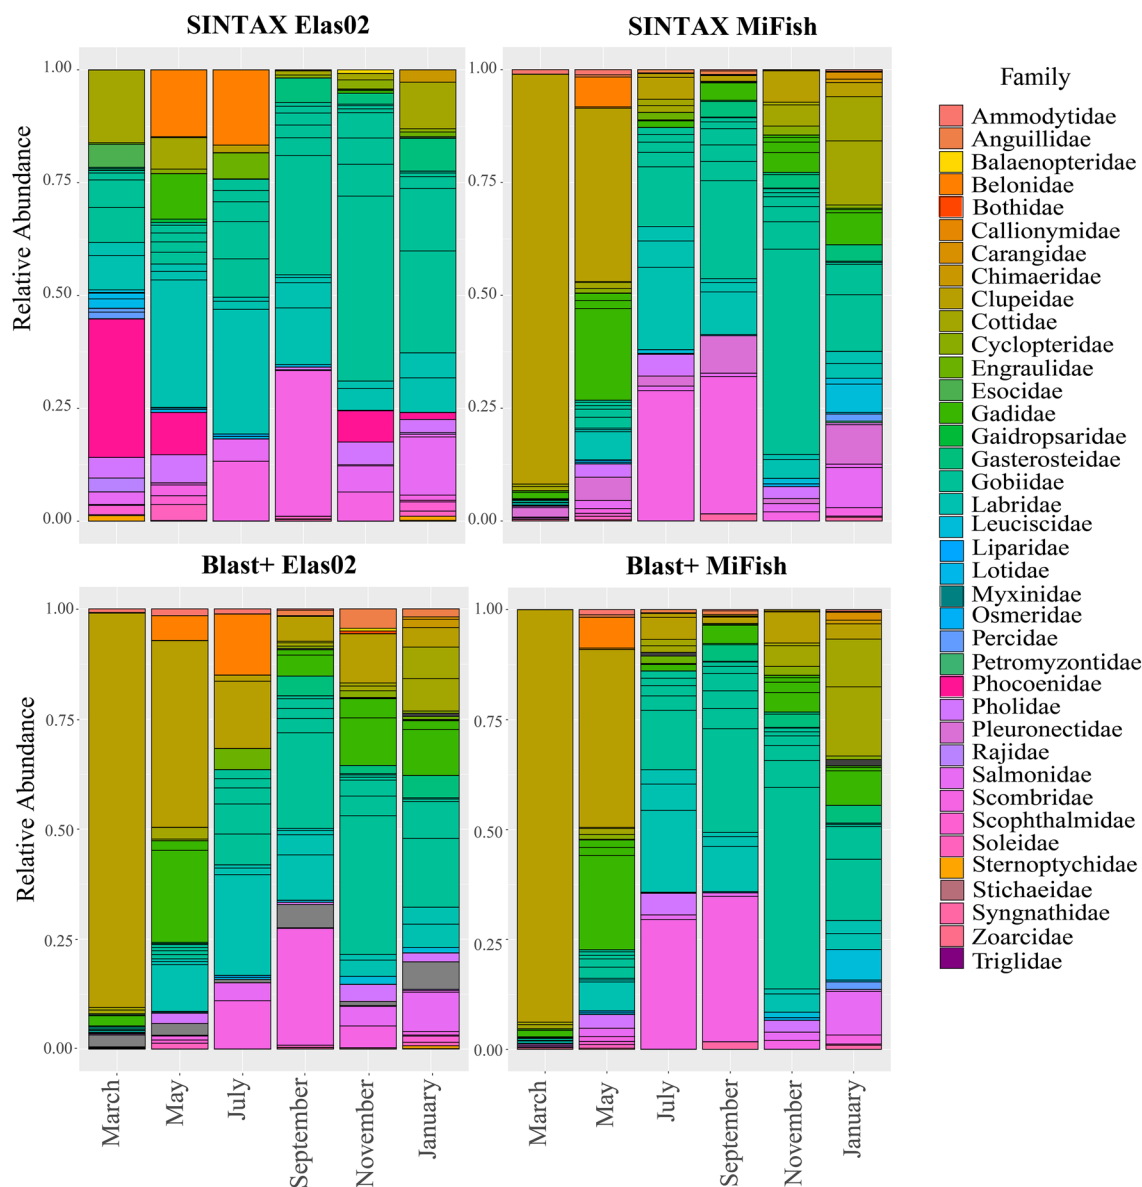 SINTAX Elas02
SINTAX MiFish
Relative Abundance
1.00
0.75
0.50
0.25
0.00
1.00
0.75
0.50
0.25
0.00
Blast+ Elas02
Blast+ MiFish
Relative Abundance
1.00
0.75
0.50
0.25
0.00
1.00
0.75
0.50
0.25
0.00
March
May
July
September
November
January
March
May
July
September
November
January
Family
Ammodytidae
Anguillidae
Balaenopteridae
Belonidae
Bothidae
Callionymidae
Carangidae
Chimaeridae
Clupeidae
Cottidae
Cyclopteridae
Engraulidae
Esocidae
Gadidae
Gaidropsaridae
Gasterosteidae
Gobiidae
Labridae
Leuciscidae
Liparidae
Lotidae
Myxinidae
Osmeridae
Percidae
Petromyzontidae
Phocoenidae
Pholidae
Pleuronectidae
Rajidae
Salmonidae
Scombridae
Scophthalmidae
Soleidae
Sternoptychidae
Stichaeidae
Syngnathidae
Zoarcidae
Triglidae